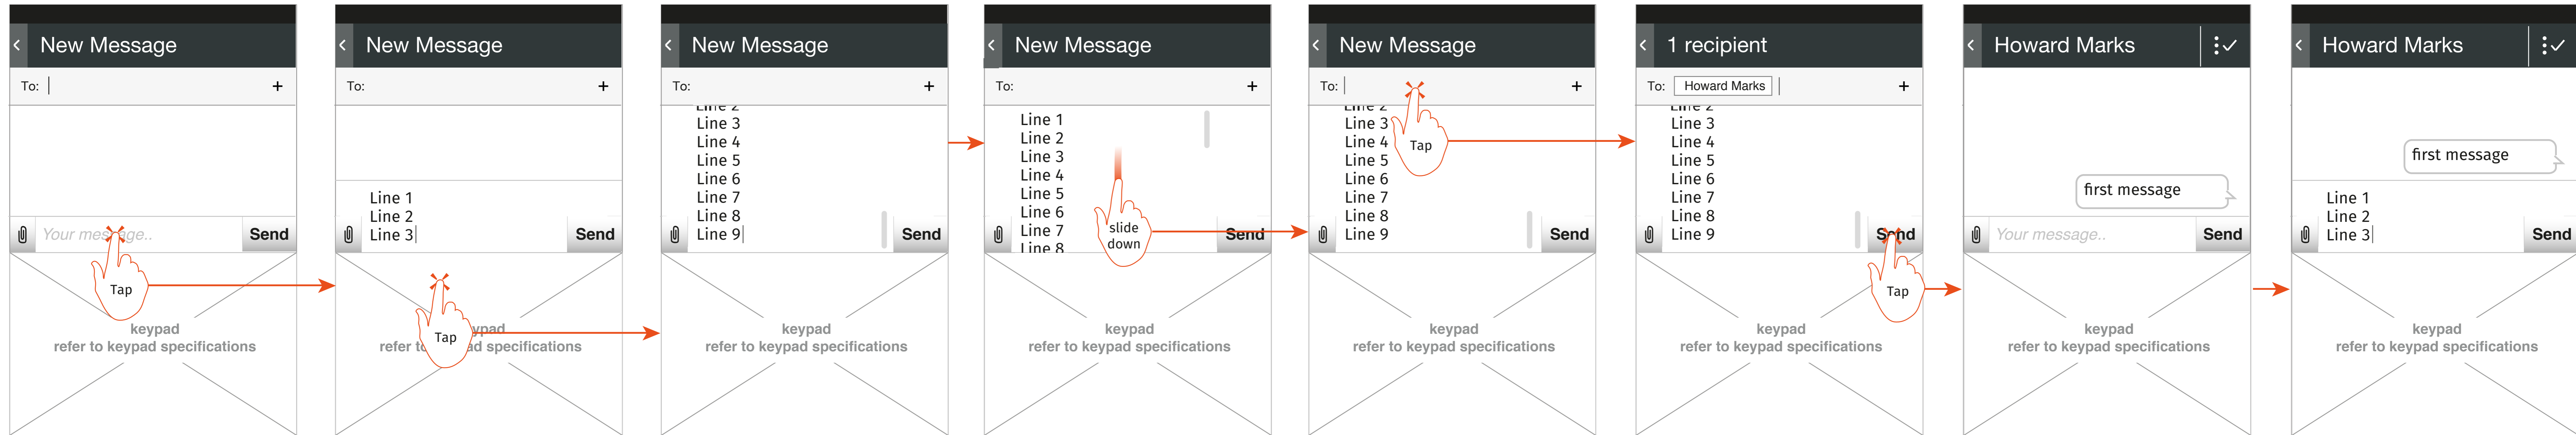 New Message
To:
+
Your message..
Send
Tap
keypad
refer to keypad specifications
New Message
To:
+
Line 1
Line 2
Line 3
Send
Tap
keypad
refer to keypad specifications
New Message
To:
+
Line 2
Line 3
Line 4
Line 5
Line 6
Line 7
Line 8
Line 9
Send
keypad
refer to keypad specifications
New Message
To:
+
Line 1
Line 2
Line 3
Line 4
Line 5
Line 6
Line 7
Line 8
slide
down
Send
keypad
refer to keypad specifications
New Message
To:
+
Line 2
Line 3
Line 4
Line 5
Line 6
Line 7
Line 8
Line 9
Tap
Send
keypad
refer to keypad specifications
1 recipient
To: Howard Marks
+
Line 2
Line 3
Line 4
Line 5
Line 6
Line 7
Line 8
Line 9
Send
Tap
keypad
refer to keypad specifications
Howard Marks
first message
Your message..
Send
keypad
refer to keypad specifications
Howard Marks
first message
Line 1
Line 2
Line 3
Send
keypad
refer to keypad specifications